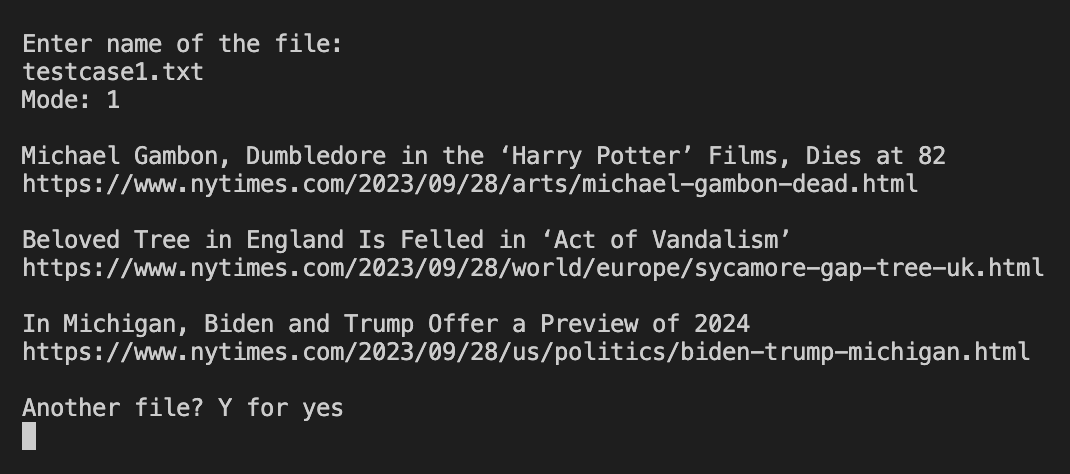 Enter name of the file:
testcase1.txt
Mode: 1
Michael Gambon, Dumbledore in the ‘Harry Potter’ Films, Dies at 82
https://www.nytimes.com/2023/09/28/arts/michael-gambon-dead.html
Beloved Tree in England Is Felled in ‘Act of Vandalism’
https://www.nytimes.com/2023/09/28/world/europe/sycamore-gap-tree-uk.html
In Michigan, Biden and Trump Offer a Preview of 2024
https://www.nytimes.com/2023/09/28/us/politics/biden-trump-michigan.html
Another file? Y for yes